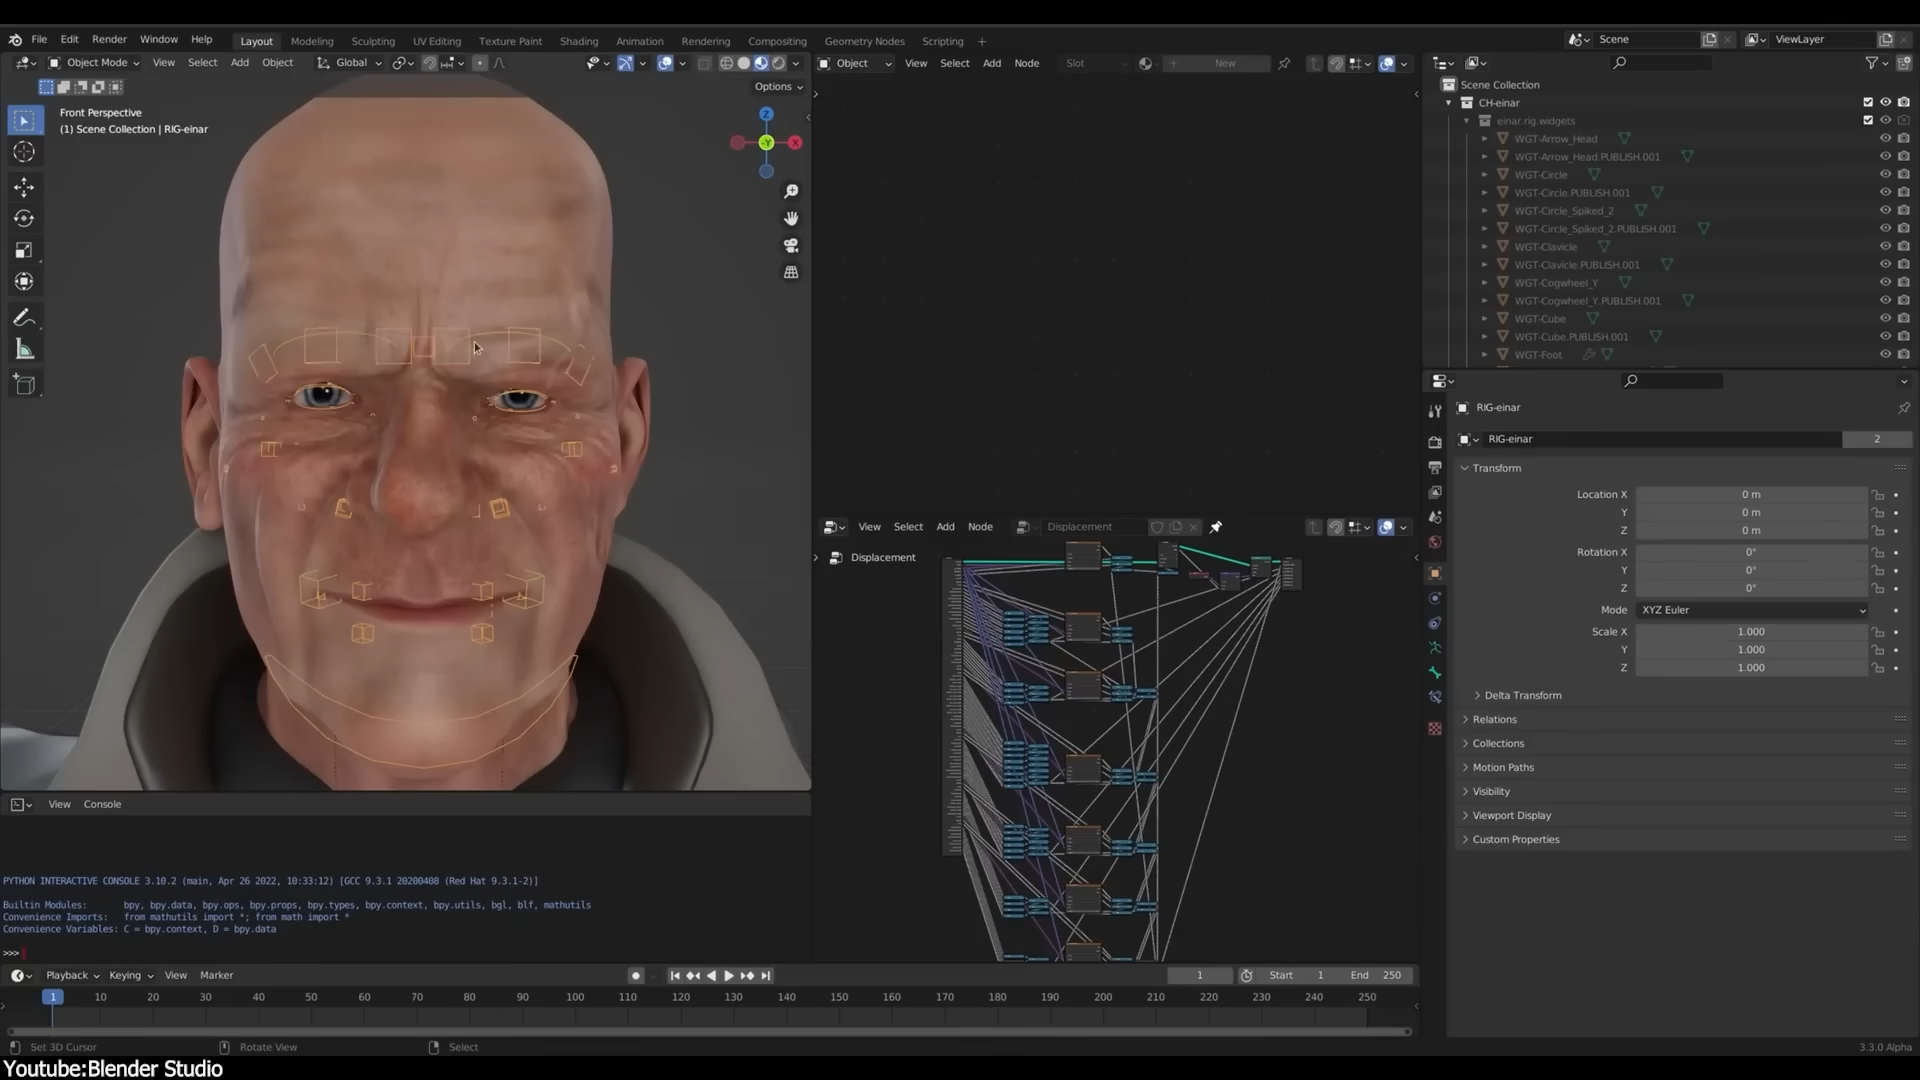 File Edit Render Window Help Layout Modeling Sculpting UV Editing Texture Paint Shading Animation Rendering Compositing Geometry Nodes Scripting + Scene ViewLayer
Object Mode View Select Add Object Global
Object View Select Add Node Slot New
Options
Front Perspective
(1) Scene Collection | RIG-einar
Z
-Y
X
Scene Collection
CH-einar
einar.rig.widgets
WGT-Arrow_Head
WGT-Arrow_Head.PUBLISH.001
WGT-Circle
WGT-Circle.PUBLISH.001
WGT-Circle_Spiked_2
WGT-Circle_Spiked_2.PUBLISH.001
WGT-Clavicle
WGT-Clavicle.PUBLISH.001
WGT-Cogwheel_Y
WGT-Cogwheel_Y.PUBLISH.001
WGT-Cube
WGT-Cube.PUBLISH.001
WGT-Foot
RIG-einar
RIG-einar 2
Transform
Location X 0 m
Y 0 m
Z 0 m
Rotation X 0°
Y 0°
Z 0°
Mode XYZ Euler
Scale X 1.000
Y 1.000
Z 1.000
Delta Transform
Relations
Collections
Motion Paths
Visibility
Viewport Display
Custom Properties
View Select Add Node Displacement
Displacement
View Console
PYTHON INTERACTIVE CONSOLE 3.10.2 (main, Apr 26 2022, 10:33:12) [GCC 9.3.1 20200408 (Red Hat 9.3.1-2)]
Builtin Modules: bpy, bpy.data, bpy.ops, bpy.props, bpy.types, bpy.context, bpy.utils, bgl, blf, mathutils
Convenience Imports: from mathutils import *; from math import *
Convenience Variables: C = bpy.context, D = bpy.data
>>>
Playback Keying View Marker 1 Start 1 End 250
1 10 20 30 40 50 60 70 80 90 100 110 120 130 140 150 160 170 180 190 200 210 220 230 240 250
Set 3D Cursor Rotate View Select 3.3.0 Alpha
Youtube:Blender Studio